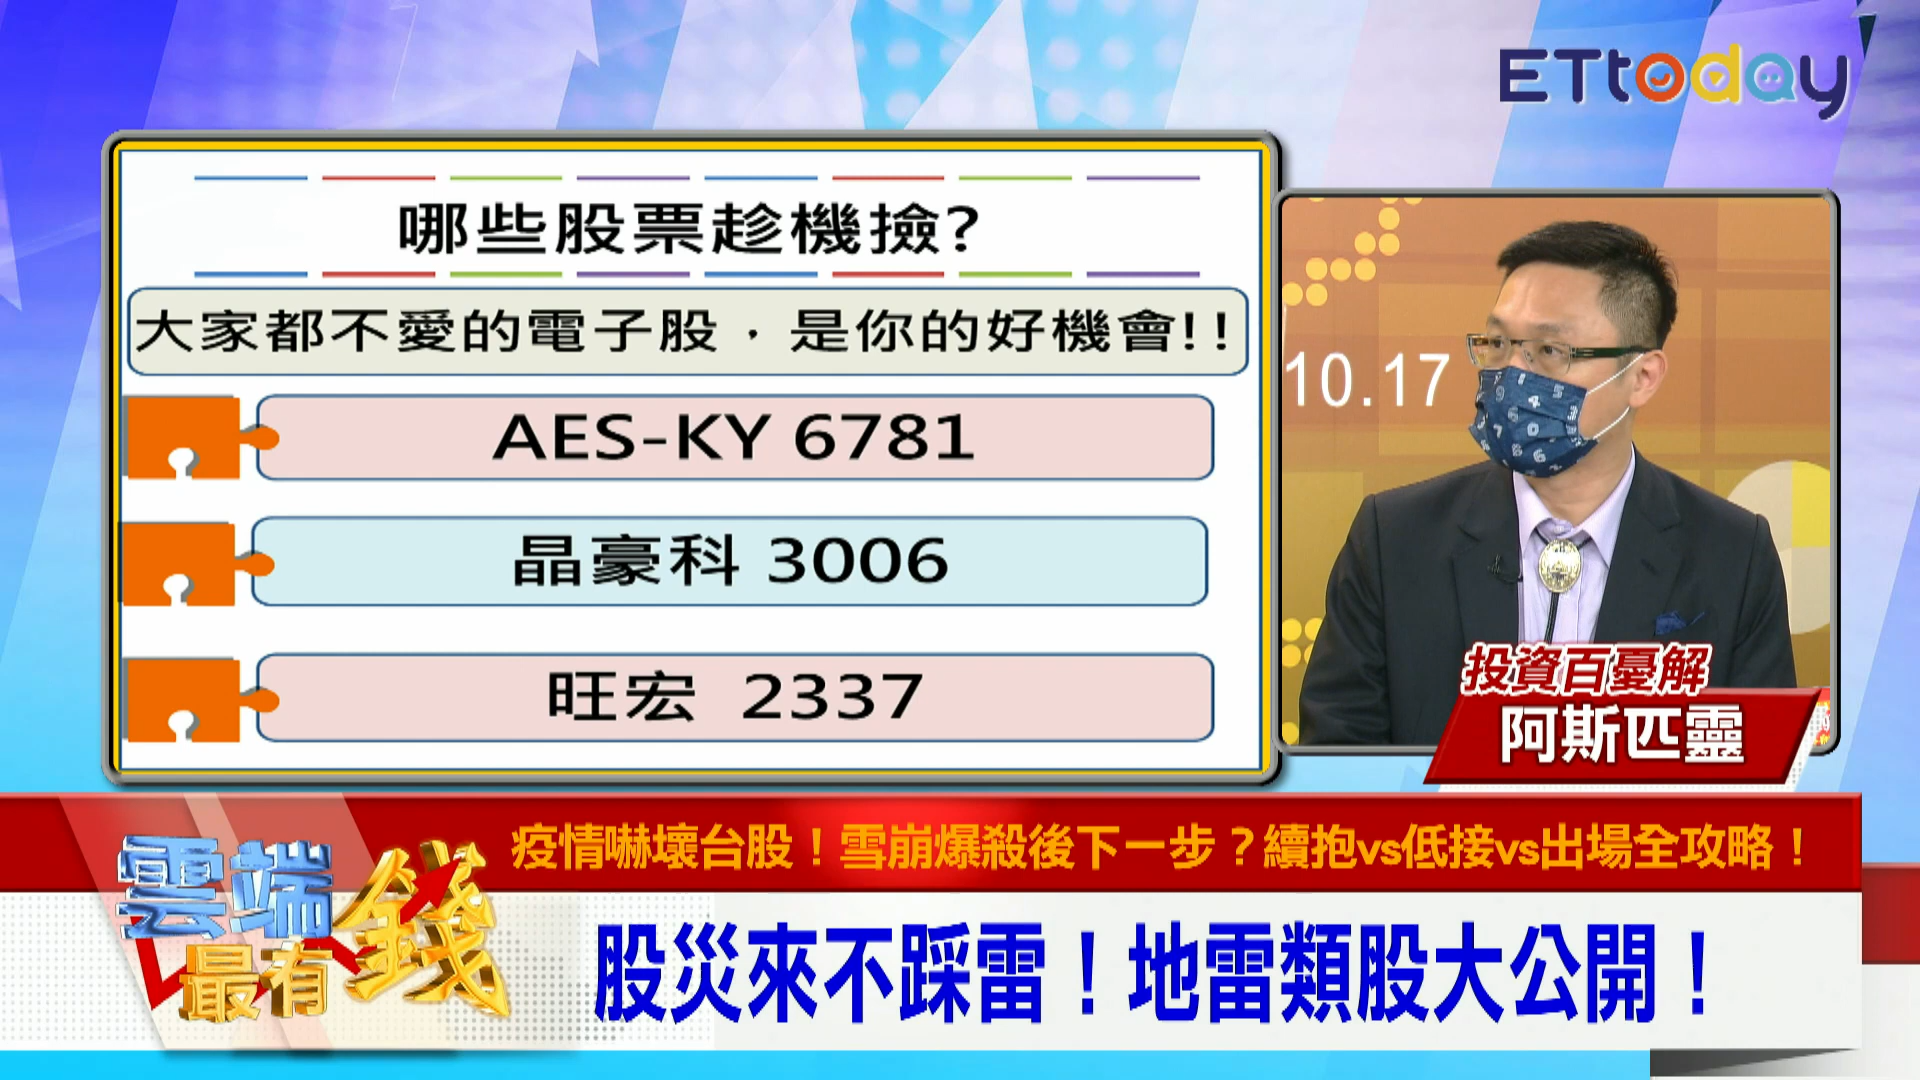 ETtoday
哪些股票趁機撿?
大家都不愛的電子股，是你的好機會!!
AES-KY 6781
晶豪科 3006
旺宏 2337
10.17
投資百憂解
阿斯匹靈
疫情嚇壞台股！雪崩爆殺後下一步？續抱vs低接vs出場全攻略！
雲端最有錢
股災來不踩雷！地雷類股大公開！